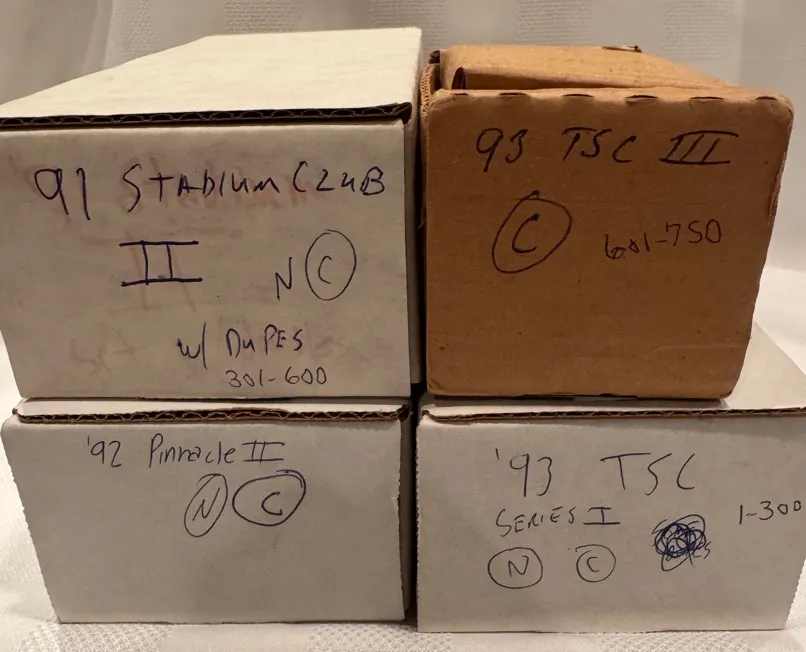 '91 STADIUM CLUB
II
N C
w/ DUPES
301-600
93 TSC III
C
601-750
'92 Pinnacle II
N C
'93 TSC
SERIES I
1-300
N C